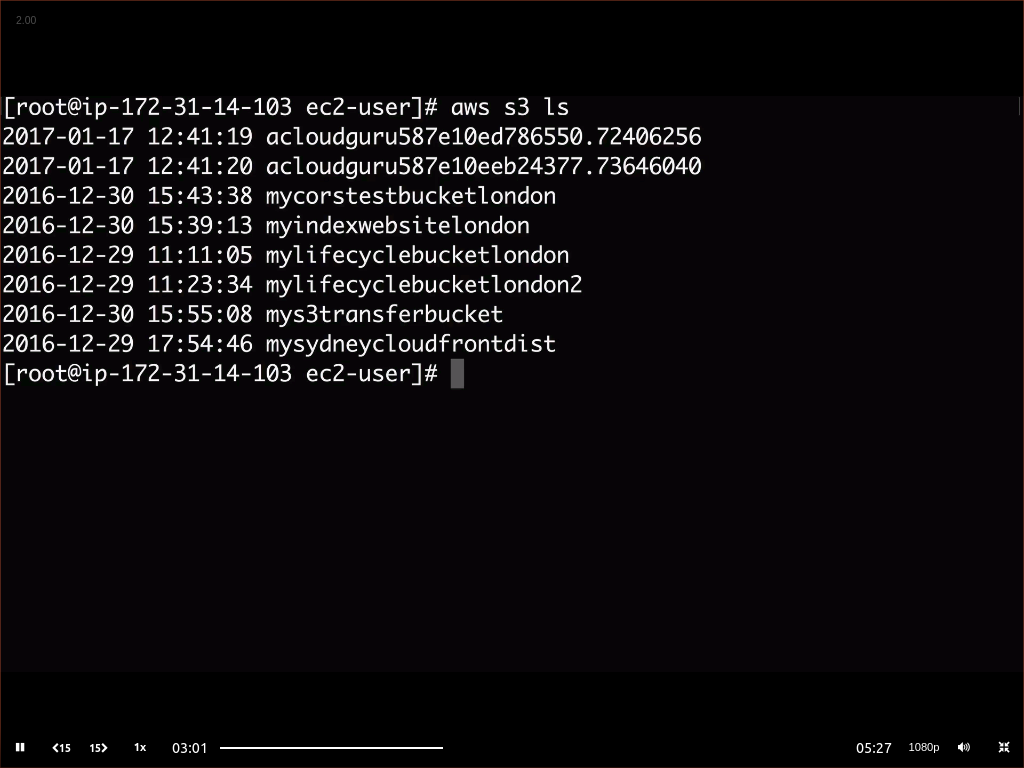 2.00
[root@ip-172-31-14-103 ec2-user]# aws s3 ls
2017-01-17 12:41:19 acloudguru587e10ed786550.72406256
2017-01-17 12:41:20 acloudguru587e10eeb24377.73646040
2016-12-30 15:43:38 mycorstestbucketlondon
2016-12-30 15:39:13 myindexwebsitelondon
2016-12-29 11:11:05 mylifecyclebucketlondon
2016-12-29 11:23:34 mylifecyclebucketlondon2
2016-12-30 15:55:08 mys3transferbucket
2016-12-29 17:54:46 mysydneycloudfrontdist
[root@ip-172-31-14-103 ec2-user]#
15 15 1x 03:01 05:27 1080p